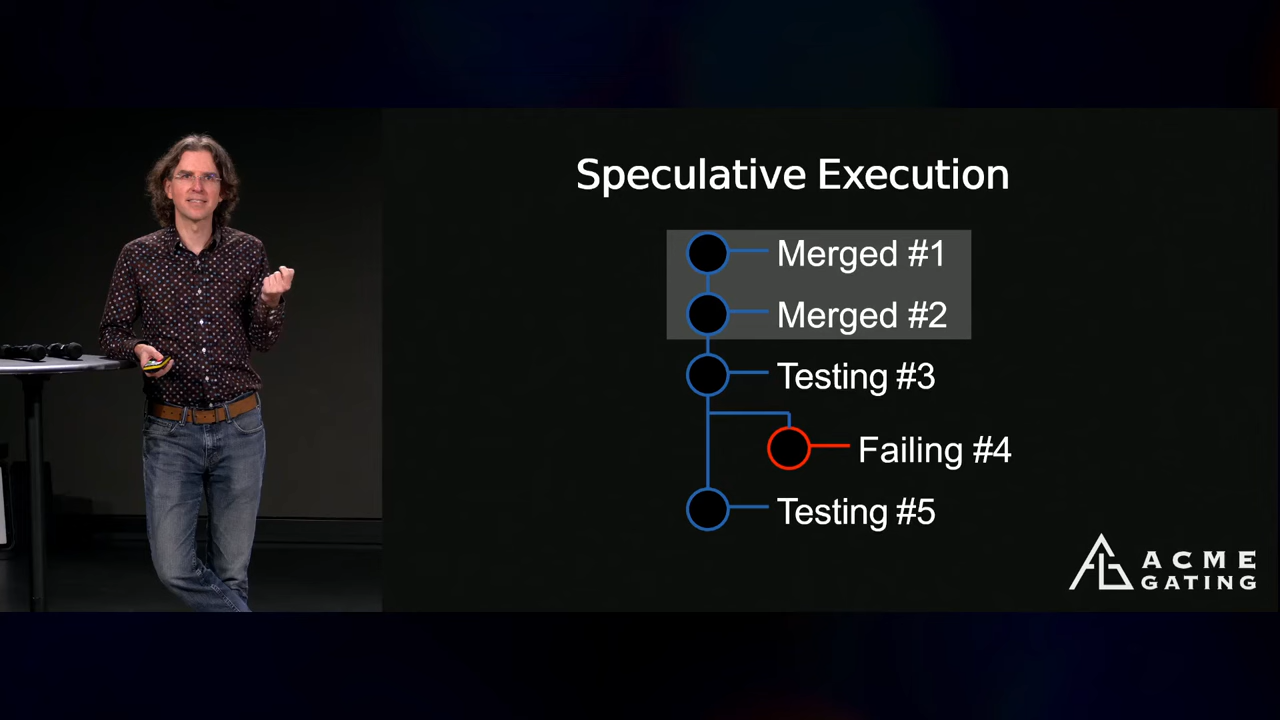 Speculative Execution
Merged #1
Merged #2
Testing #3
Failing #4
Testing #5
ACME
GATING